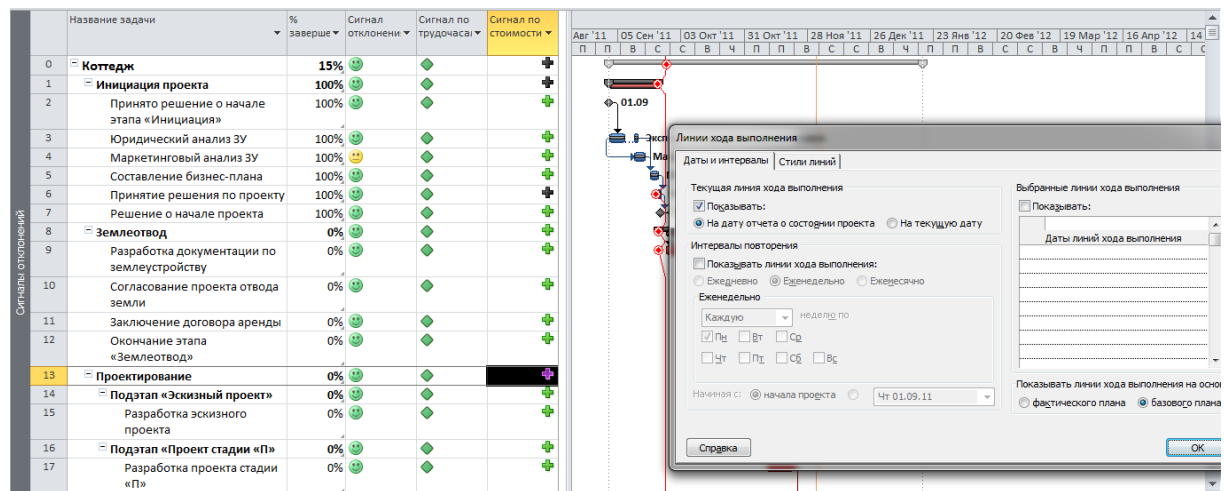 Название задачи
% завершe
Сигнал отклонени
Сигнал по трудочаса
Сигнал по стоимости
Авг '11 05 Сен '11 03 Окт '11 31 Окт '11 28 Ноя '11 26 Дек '11 23 Янв '12 20 Фев '12 19 Мар '12 16 Апр '12 14
П П В С С В Ч П П В С С В Ч П П В С С В Ч П П В С С
0 Коттедж 15%
1 Инициация проекта 100%
2 Принято решение о начале 100%
этапа «Инициация»
01.09
3 Юридический анализ ЗУ 100%
Эксп
4 Маркетинговый анализ ЗУ 100%
Ма
5 Составление бизнес-плана 100%
6 Принятие решения по проекту 100%
7 Решение о начале проекта 100%
8 Землеотвод 0%
9 Разработка документации по 0%
землеустройству
10 Согласование проекта отвода 0%
земли
11 Заключение договора аренды 0%
12 Окончание этапа 0%
«Землеотвод»
13 Проектирование 0%
14 Подэтап «Эскизный проект» 0%
15 Разработка эскизного 0%
проекта
16 Подэтап «Проект стадии «П» 0%
17 Разработка проекта стадии 0%
«П»
Сигналы отклонений
Линии хода выполнения
Даты и интервалы Стили линий
Текущая линия хода выполнения
Показывать:
На дату отчета о состоянии проекта На текущую дату
Интервалы повторения
Показывать линии хода выполнения:
Ежедневно Еженедельно Ежемесячно
Еженедельно
Каждую неделю по
Пн Вт Ср
Чт Пт Сб Вс
Начиная с: начала проекта Чт 01.09.11
Выбранные линии хода выполнения
Показывать:
Даты линий хода выполнения
Показывать линии хода выполнения на осно
фактического плана базового плана
Справка
ОК